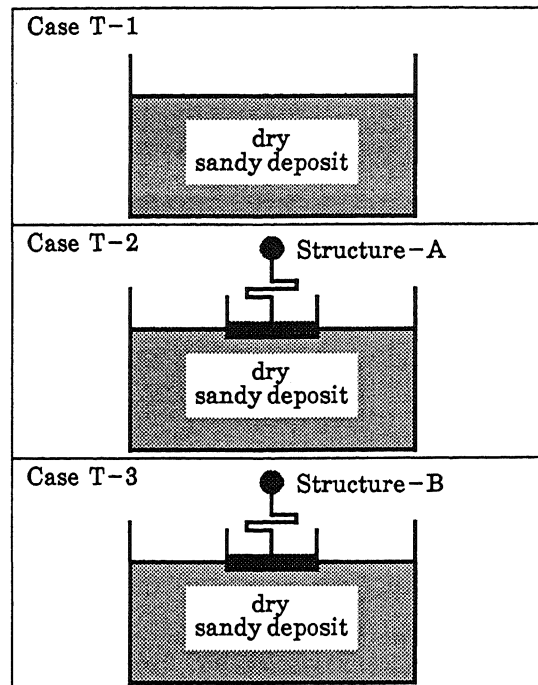 Case T-1
dry
sandy deposit
Case T-2
Structure-A
dry
sandy deposit
Case T-3
Structure-B
dry
sandy deposit